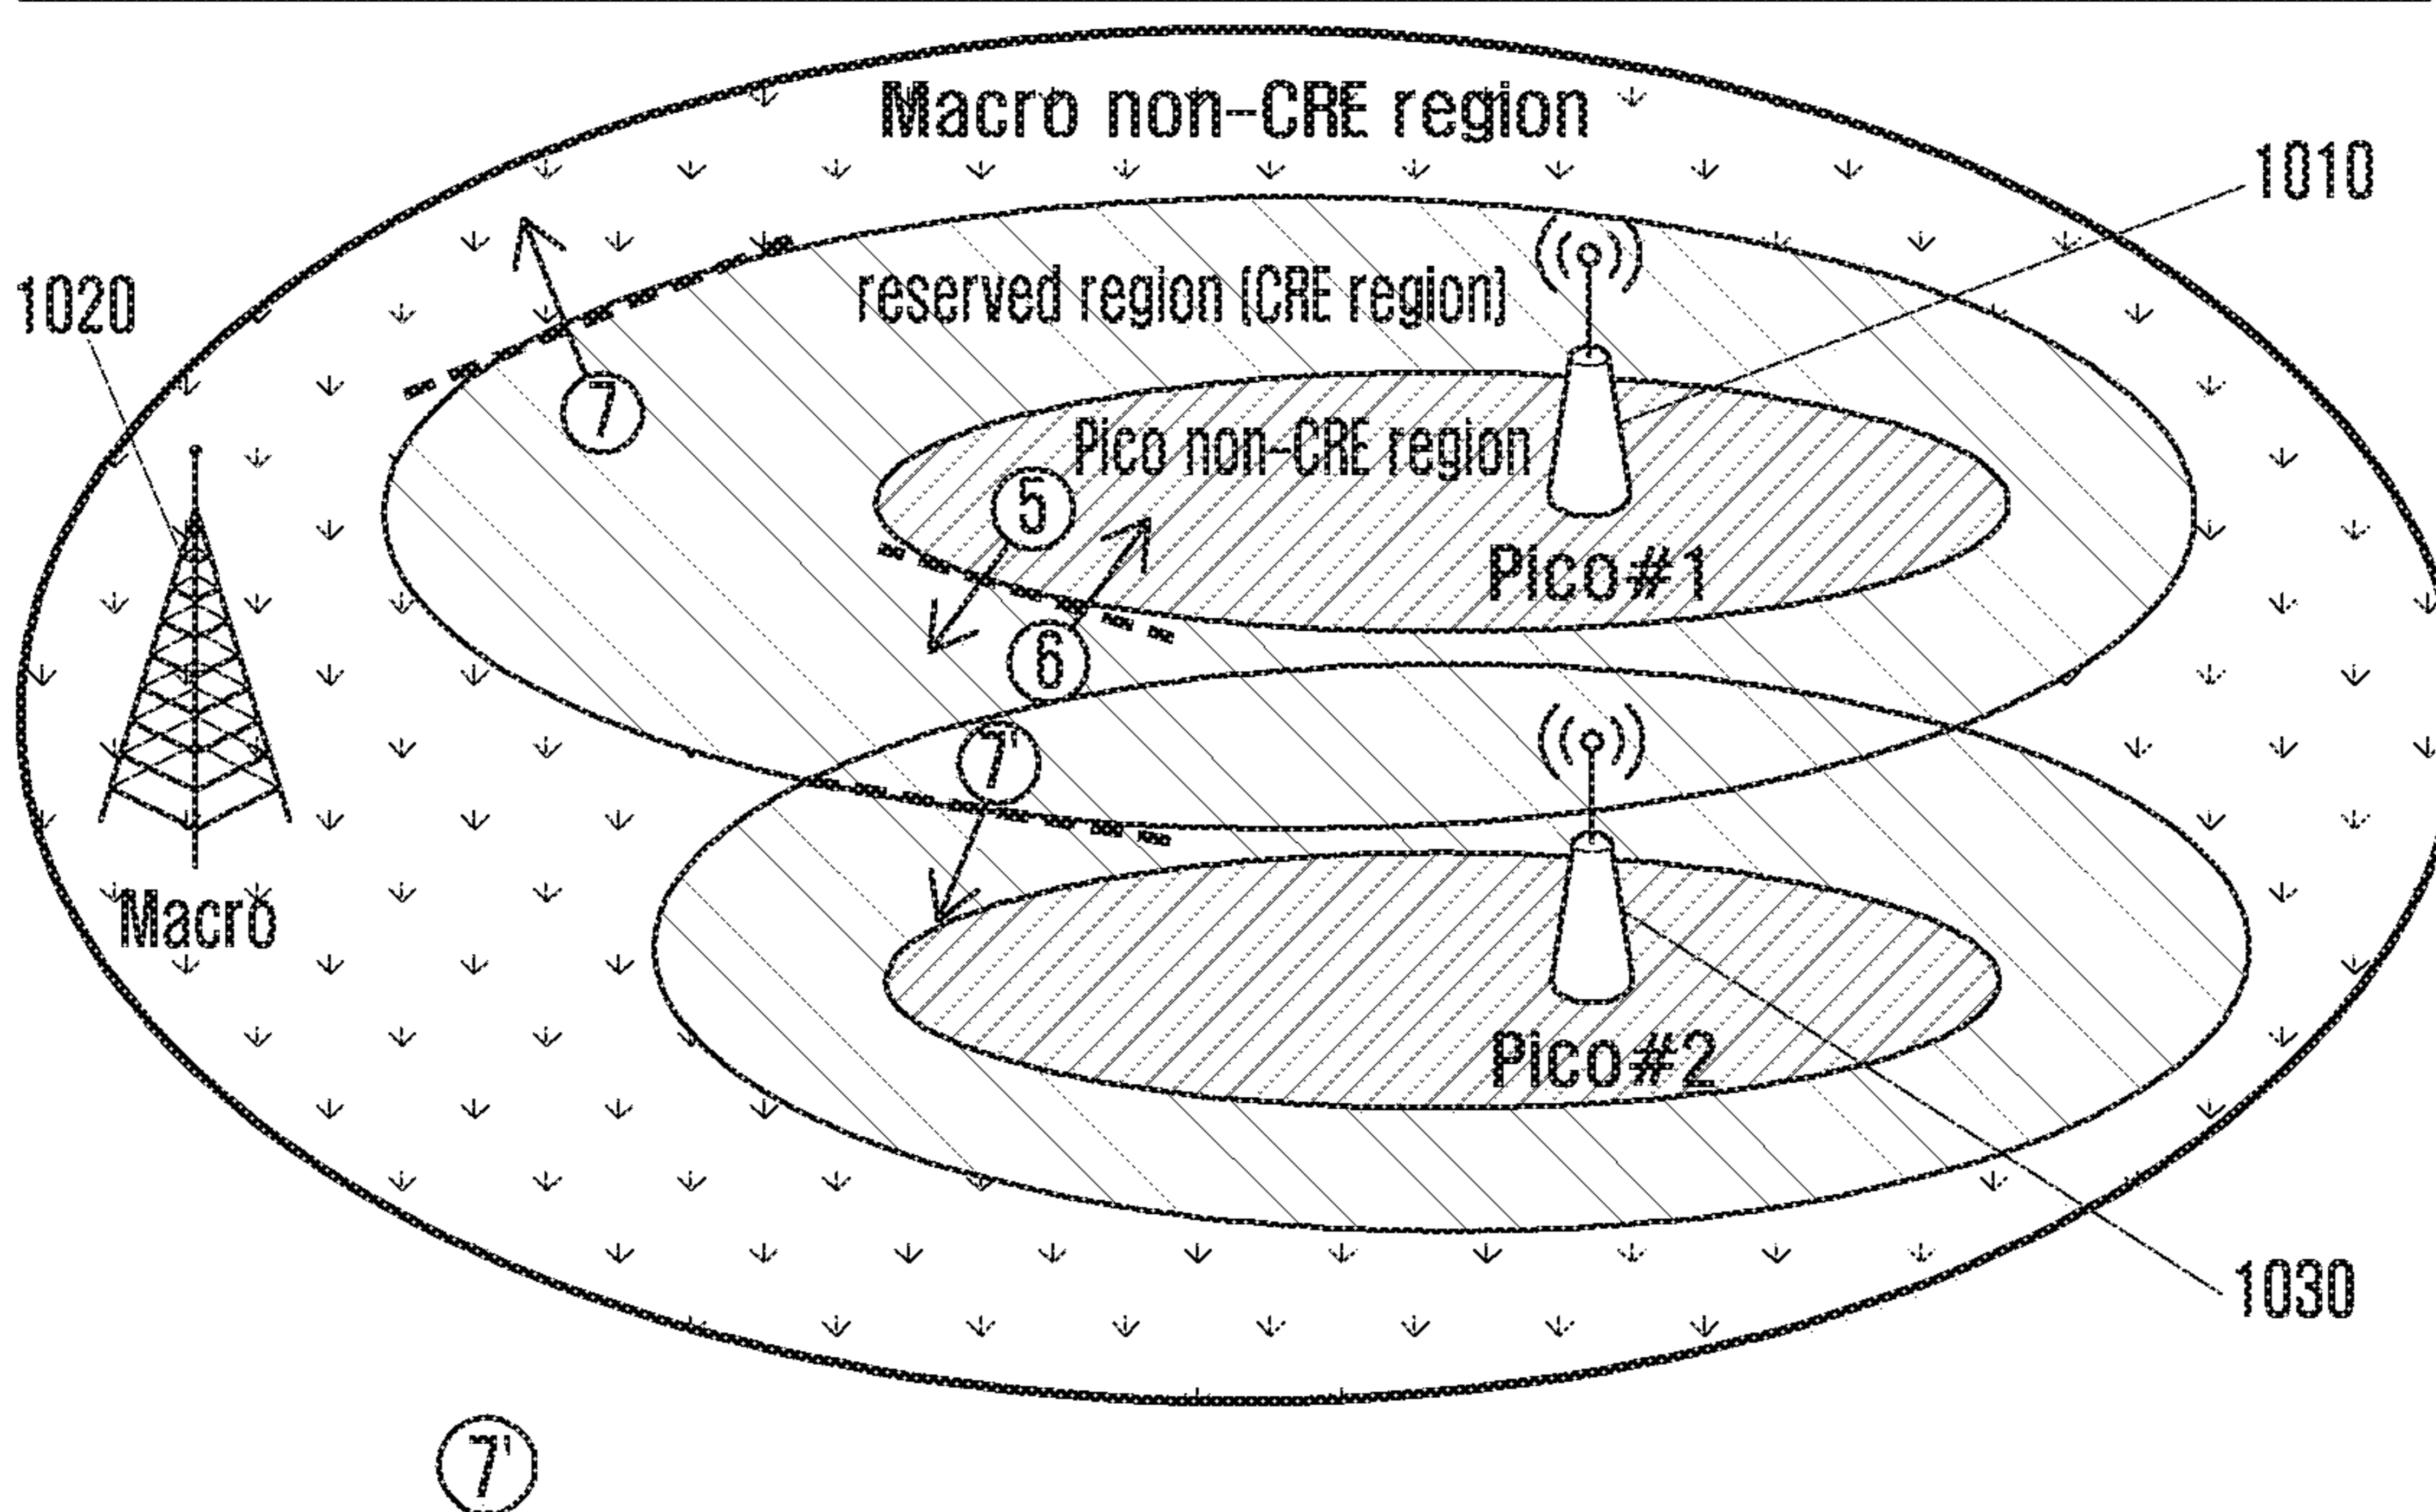 Macro non-CRE region
1010
1020
reserved region (CRE region)
7
Pico non-CRE region
5
Pico#1
6
7'
Macro
Pico#2
1030
7'